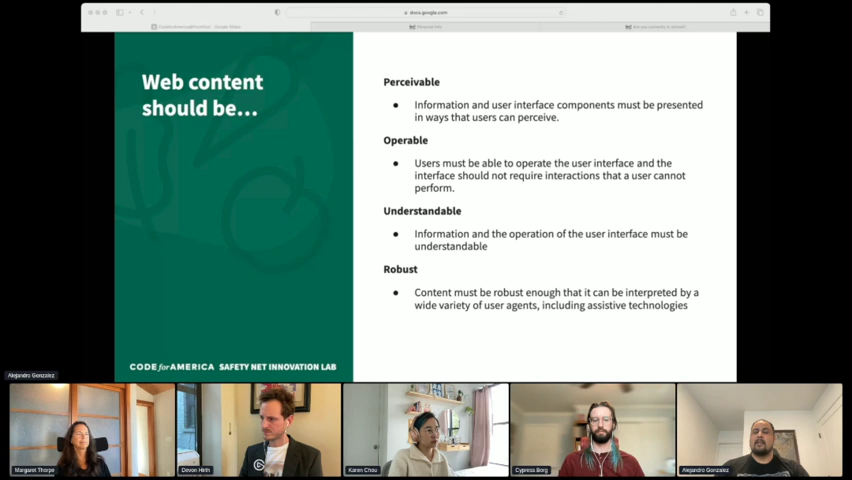 docs.google.com
Personal Info
Web content
should be...
Perceivable
● Information and user interface components must be presented
in ways that users can perceive.
Operable
● Users must be able to operate the user interface and the
interface should not require interactions that a user cannot
perform.
Understandable
● Information and the operation of the user interface must be
understandable
Robust
● Content must be robust enough that it can be interpreted by a
wide variety of user agents, including assistive technologies
CODE for AMERICA SAFETY NET INNOVATION LAB
Alejandro Gonzalez
Margaret Thorpe
Devon Hirth
Karen Chou
Cypress Borg
Alejandro Gonzalez